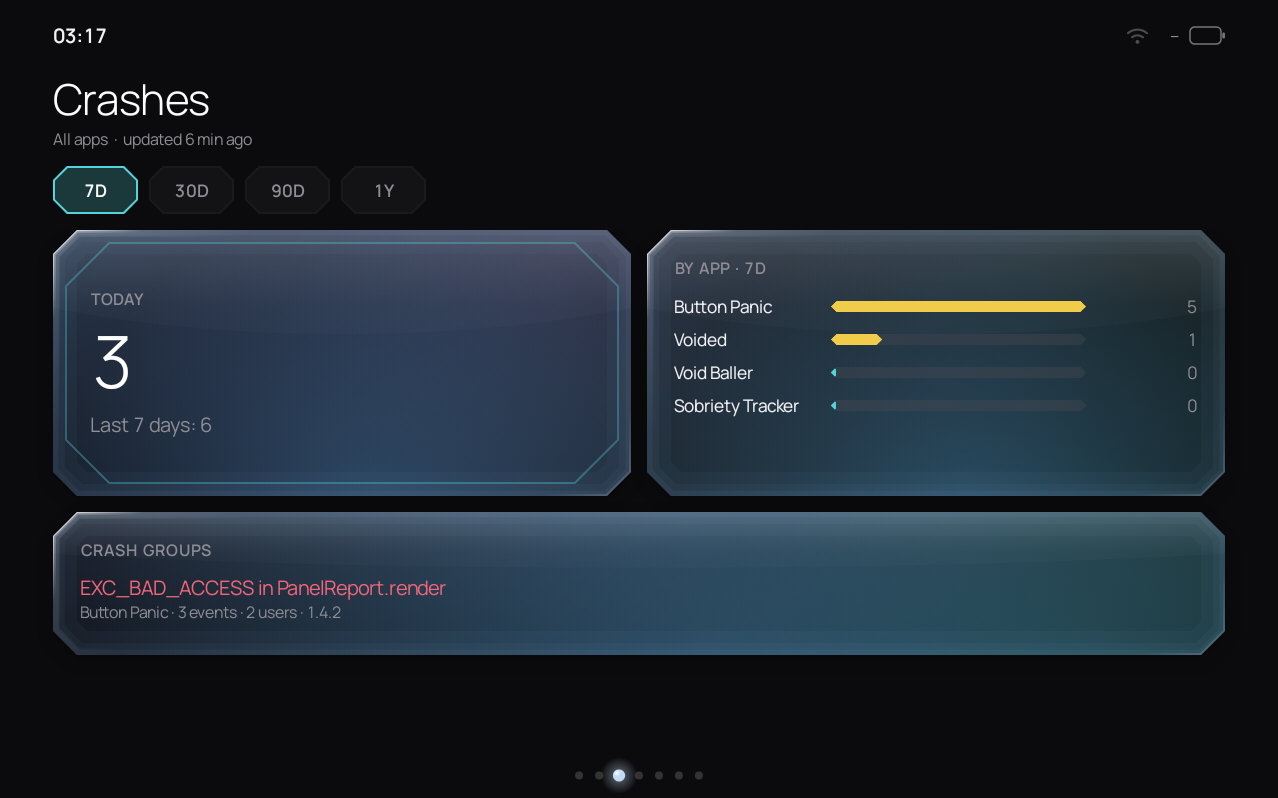 03:17
–
Crashes
All apps · updated 6 min ago
7D 30D 90D 1Y
TODAY
3
Last 7 days: 6
BY APP · 7D
Button Panic 5
Voided 1
Void Baller 0
Sobriety Tracker 0
CRASH GROUPS
EXC_BAD_ACCESS in PanelReport.render
Button Panic · 3 events · 2 users · 1.4.2